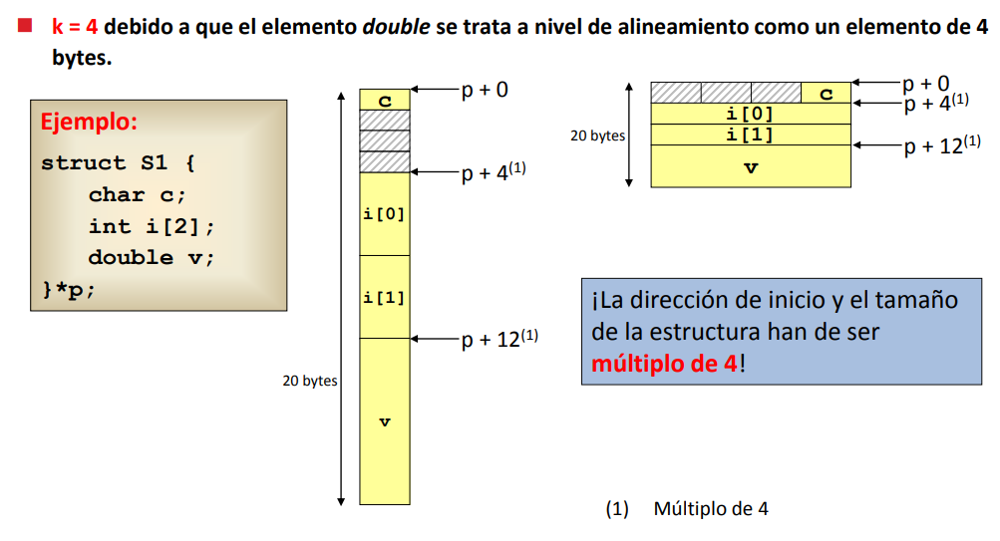 k = 4 debido a que el elemento double se trata a nivel de alineamiento como un elemento de 4
bytes.
Ejemplo:
struct S1 {
char c;
int i[2];
double v;
}*p;
c
p + 0
p + 4(1)
i[0]
i[1]
p + 12(1)
20 bytes
v
c
p + 0
p + 4(1)
i[0]
20 bytes
i[1]
p + 12(1)
v
¡La dirección de inicio y el tamaño
de la estructura han de ser
múltiplo de 4!
(1) Múltiplo de 4